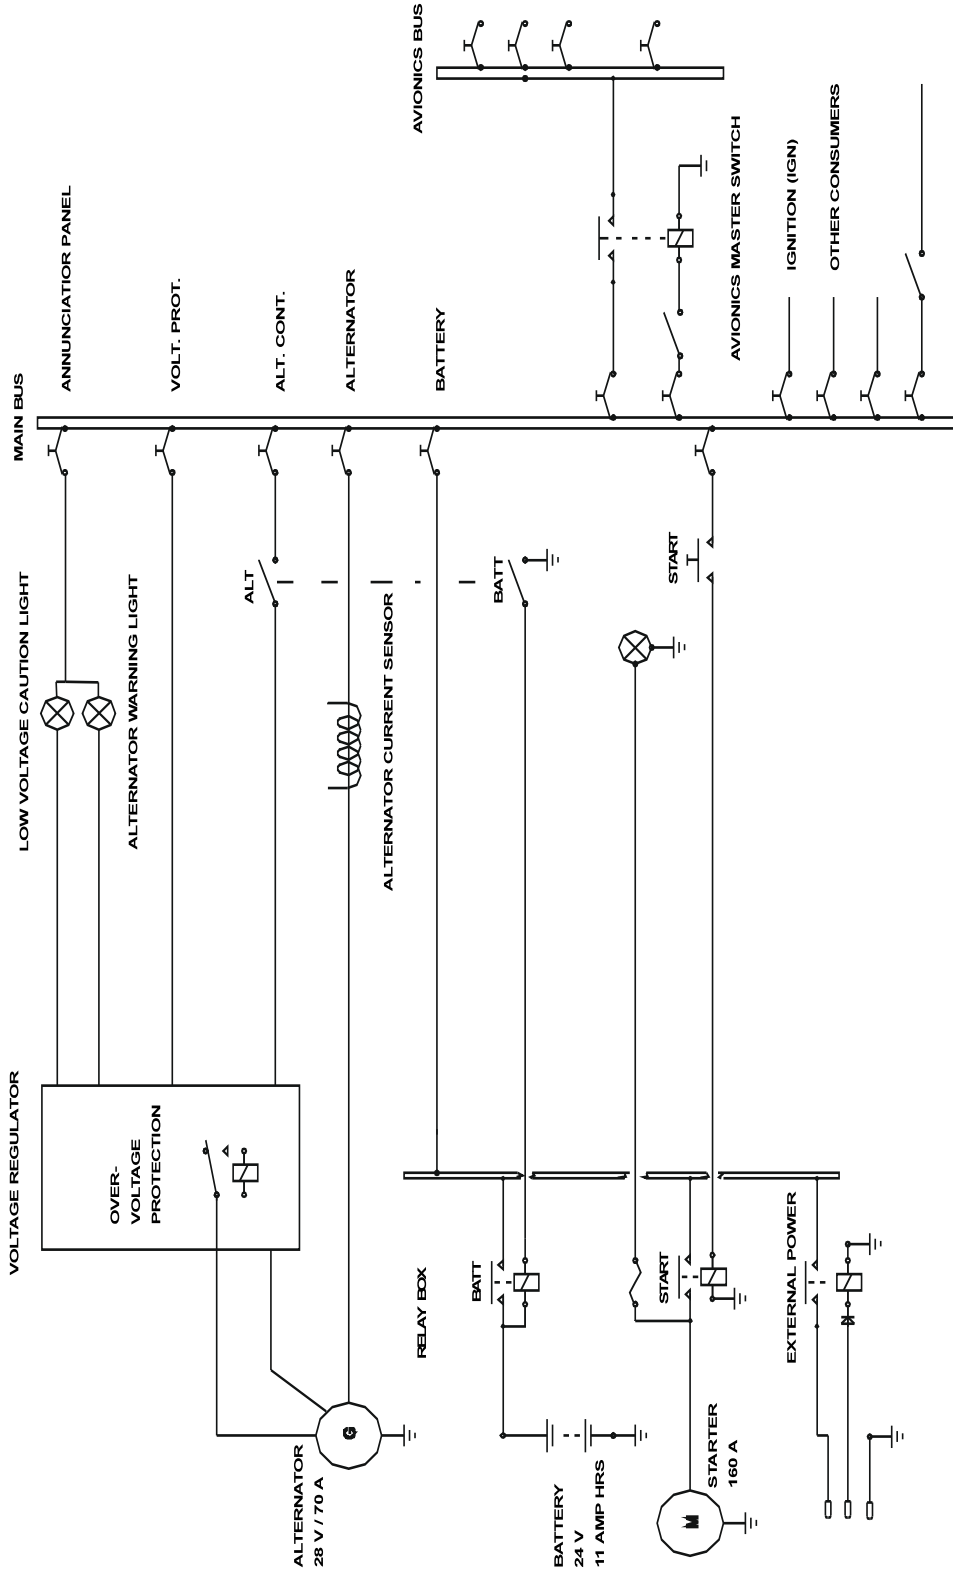 VOLTAGE REGULATOR
OVER-
VOLTAGE
PROTECTION
LOW VOLTAGE CAUTION LIGHT
ALTERNATOR WARNING LIGHT
MAIN BUS
ANNUNCIATIOR PANEL
VOLT. PROT.
ALT. CONT.
ALTERNATOR
BATTERY
ALT
BATT
ALTERNATOR CURRENT SENSOR
ALTERNATOR
28 V / 70 A
G
RELAY BOX
BATT
BATTERY
24 V
11 AMP HRS
START
START
STARTER
160 A
M
EXTERNAL POWER
AVIONICS BUS
AVIONICS MASTER SWITCH
IGNITION (IGN)
OTHER CONSUMERS